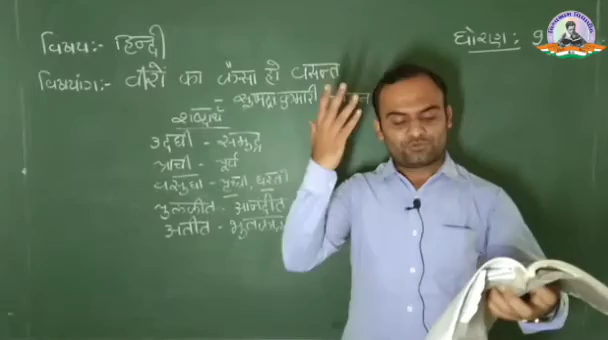 विषय:- हिन्दी
धोरण: 9
विषयांग:- वीरों का कैसा हो वसन्त
सुभद्राकुमारी
शब्दार्थ
उदधी - समुद्र
प्राची - पूर्व
वसुधा - पृथ्वी, धरती
पुलकीत - आनंदीत
अतीत - भूतकाल